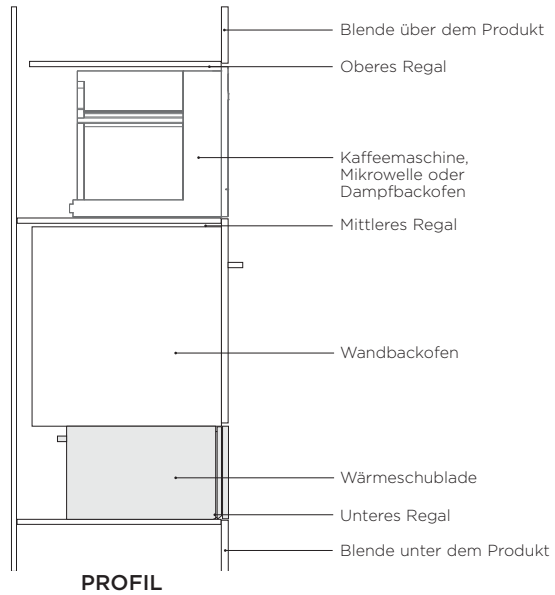 Blende über dem Produkt
Oberes Regal
Kaffeemaschine,
Mikrowelle oder
Dampfbackofen
Mittleres Regal
Wandbackofen
Wärmeschublade
Unteres Regal
Blende unter dem Produkt
PROFIL